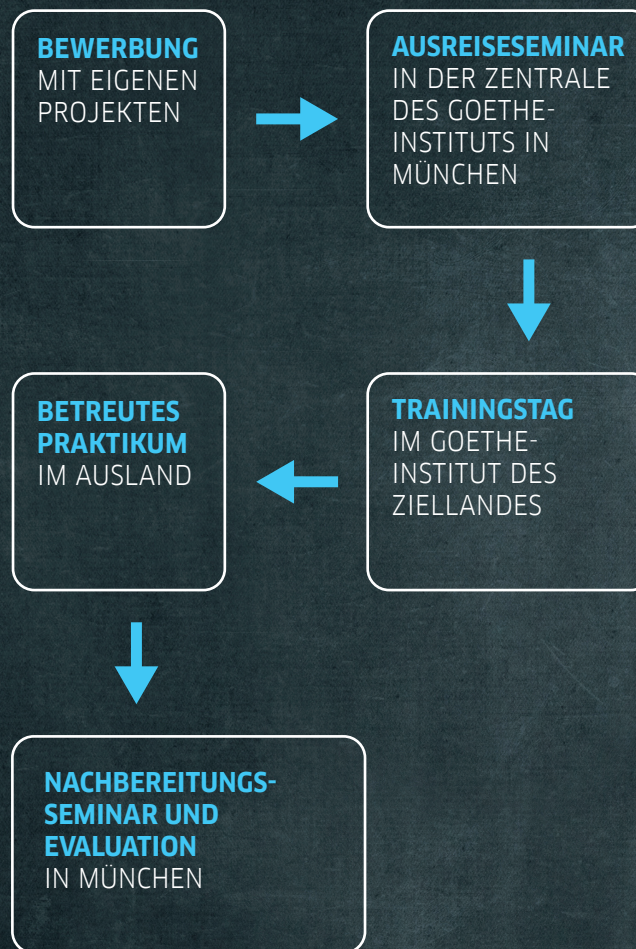 BEWERBUNG
MIT EIGENEN
PROJEKTEN
AUSREISESEMINAR
IN DER ZENTRALE
DES GOETHE-
INSTITUTS IN
MÜNCHEN
TRAININGSTAG
IM GOETHE-
INSTITUT DES
ZIELLANDES
BETREUTES
PRAKTIKUM
IM AUSLAND
NACHBEREITUNGS-
SEMINAR UND
EVALUATION
IN MÜNCHEN